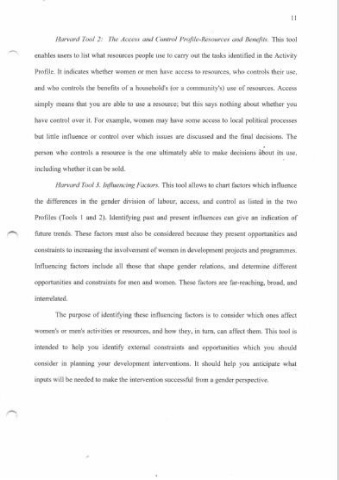 11
Harvard Tool 2: The Access and Control Profile-Resources and Benefits. This tool
enables users to list what resources people use to carry out the tasks identified in the Activity
Profile. It indicates whether women or men have access to resources, who controls their use,
and who controls the benefits of a household's (or a community's) use of resources. Access
simply means that you are able to use a resource; but this says nothing about whether you
have control over it. For example, women may have some access to local political processes
but little influence or control over which issues are discussed and the final decisions. The
person who controls a resource is the one ultimately able to make decisions about its use,
including whether it can be sold.
Harvard Tool 3. Influencing Factors. This tool allows to chart factors which influence
the differences in the gender division of labour, access, and control as listed in the two
Profiles (Tools 1 and 2). Identifying past and present influences can give an indication of
future trends. These factors must also be considered because they present opportunities and
constraints to increasing the involvement of women in development projects and programmes.
Influencing factors include all those that shape gender relations, and determine different
opportunities and constraints for men and women. These factors are far-reaching, broad, and
interrelated.
The purpose of identifying these influencing factors is to consider which ones affect
women's or men's activities or resources, and how they, in turn, can affect them. This tool is
intended to help you identify external constraints and opportunities which you should
consider in planning your development interventions. It should help you anticipate what
inputs will be needed to make the intervention successful from a gender perspective.